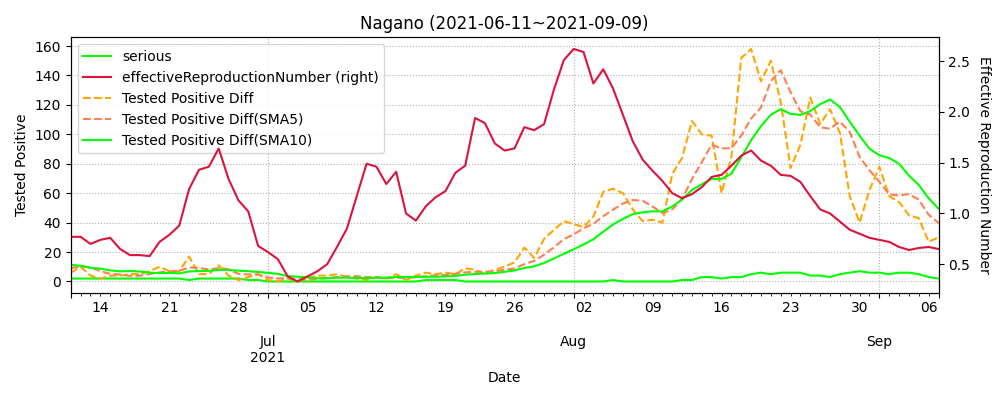 Nagano (2021-06-11~2021-09-09)
serious
effectiveReproductionNumber (right)
Tested Positive Diff
Tested Positive Diff(SMA5)
Tested Positive Diff(SMA10)
Tested Positive
160
140
120
100
80
60
40
20
0
2.5
2.0
1.5
1.0
0.5
Effective Reproduction Number
14 21 28 05 12 19 26 02 09 16 23 30 06
Jul Aug Sep
2021
Date